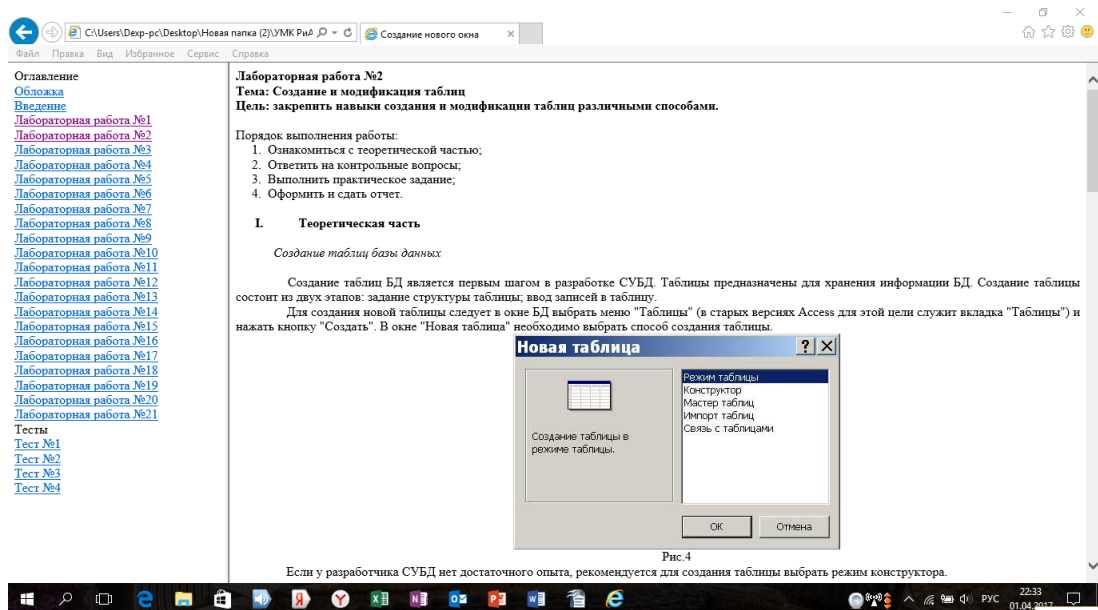 C:\Users\Dexp-pc\Desktop\Новая папка (2)\УМК РиА
Создание нового окна
Файл Правка Вид Избранное Сервис Справка
Оглавление
Обложка
Введение
Лабораторная работа №1
Лабораторная работа №2
Лабораторная работа №3
Лабораторная работа №4
Лабораторная работа №5
Лабораторная работа №6
Лабораторная работа №7
Лабораторная работа №8
Лабораторная работа №9
Лабораторная работа №10
Лабораторная работа №11
Лабораторная работа №12
Лабораторная работа №13
Лабораторная работа №14
Лабораторная работа №15
Лабораторная работа №16
Лабораторная работа №17
Лабораторная работа №18
Лабораторная работа №19
Лабораторная работа №20
Лабораторная работа №21
Тесты
Тест №1
Тест №2
Тест №3
Тест №4
Лабораторная работа №2
Тема: Создание и модификация таблиц
Цель: закрепить навыки создания и модификации таблиц различными способами.
Порядок выполнения работы:
1. Ознакомиться с теоретической частью;
2. Ответить на контрольные вопросы;
3. Выполнить практическое задание;
4. Оформить и сдать отчет.
I. Теоретическая часть
Создание таблиц базы данных
Создание таблиц БД является первым шагом в разработке СУБД. Таблицы предназначены для хранения информации БД. Создание таблицы
состоит из двух этапов: задание структуры таблицы; ввод записей в таблицу.
Для создания новой таблицы следует в окне БД выбрать меню "Таблицы" (в старых версиях Access для этой цели служит вкладка "Таблицы") и
нажать кнопку "Создать". В окне "Новая таблица" необходимо выбрать способ создания таблицы.
Новая таблица
Создание таблицы в
режиме таблицы.
Режим таблицы
Конструктор
Мастер таблиц
Импорт таблиц
Связь с таблицами
ОК
Отмена
Рис.4
Если у разработчика СУБД нет достаточного опыта, рекомендуется для создания таблицы выбрать режим конструктора.
РУС
22:33
01.04.2017